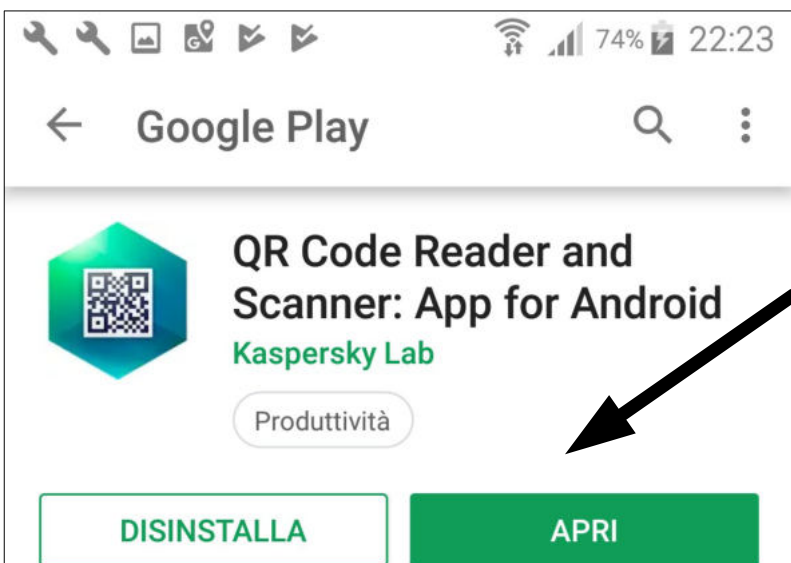 74% 22:23
Google Play
QR Code Reader and
Scanner: App for Android
Kaspersky Lab
Produttività
DISINSTALLA APRI